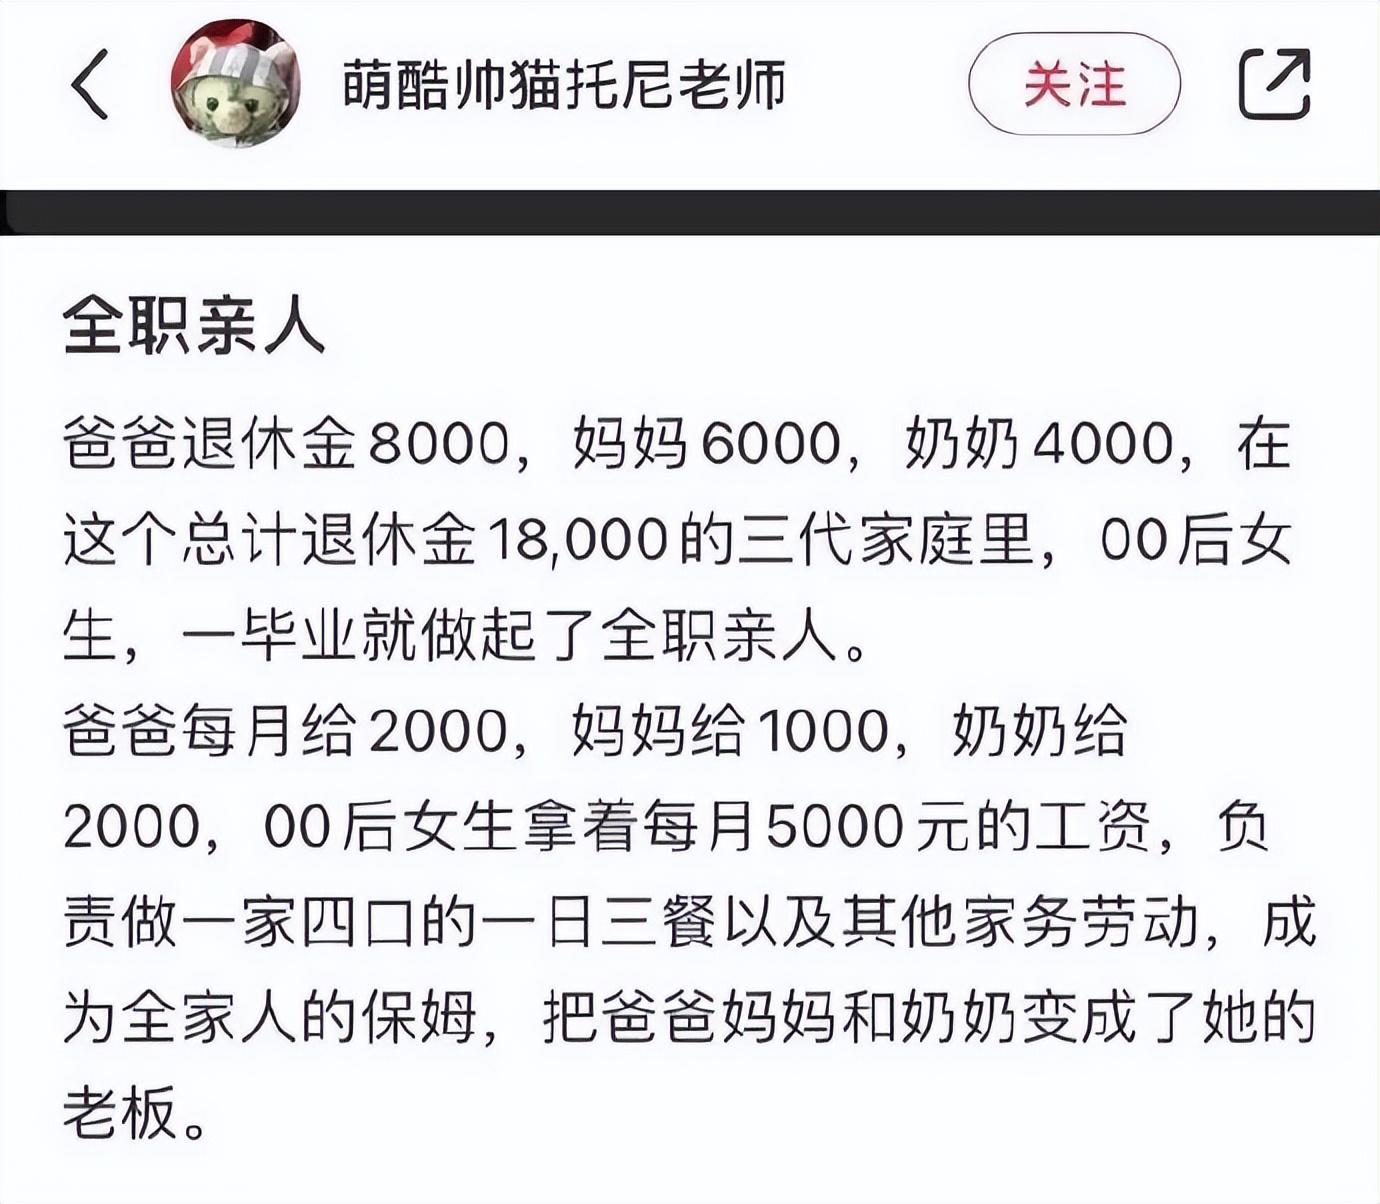 萌酷帅猫托尼老师
关注
全职亲人
爸爸退休金8000，妈妈6000，奶奶4000，在
这个总计退休金18,000的三代家庭里，00后女
生，一毕业就做起了全职亲人。
爸爸每月给2000，妈妈给1000，奶奶给
2000，00后女生拿着每月5000元的工资，负
责做一家四口的一日三餐以及其他家务劳动，成
为全家人的保姆，把爸爸妈妈和奶奶变成了她的
老板。